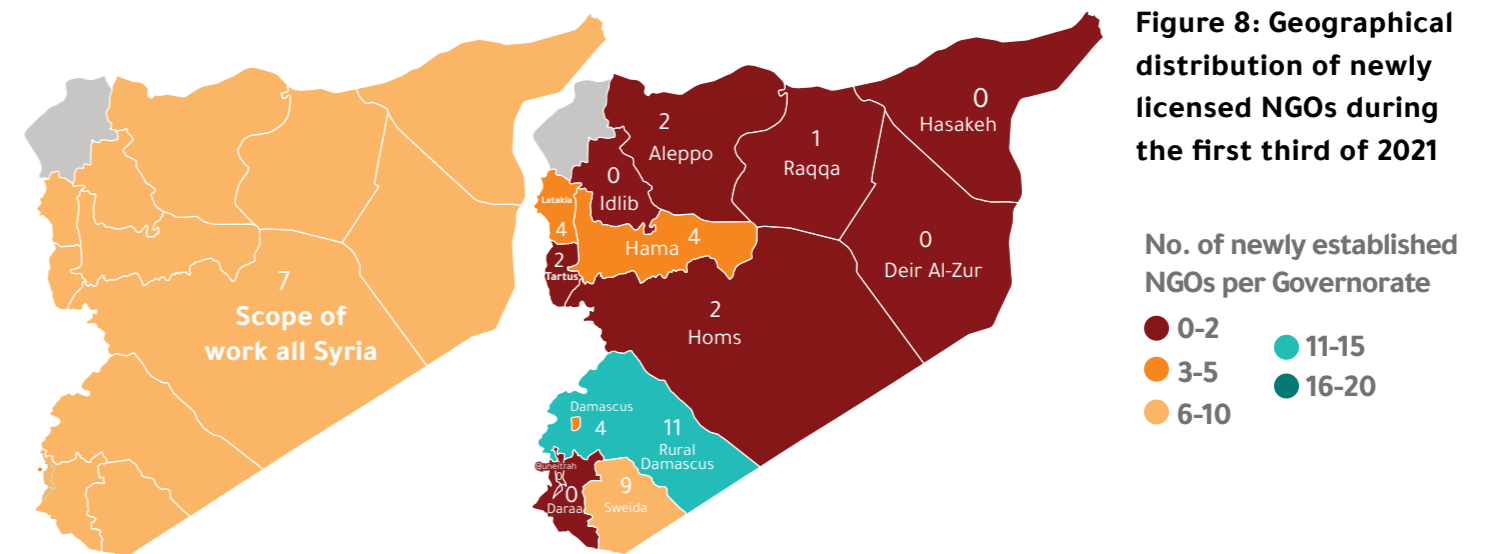 Figure 8: Geographical
distribution of newly
licensed NGOs during
the first third of 2021
No. of newly established
NGOs per Governorate
0-2
3-5
6-10
11-15
16-20
7
Scope of
work all Syria
0
Hasakeh
2
Aleppo
1
Raqqa
0
Idlib
Latakia
4
Hama 4
0
Deir Al-Zur
2
Tartus
2
Homs
Damascus
4
11
Rural
Damascus
Quneitrah
0
0
Daraa
9
Sweida